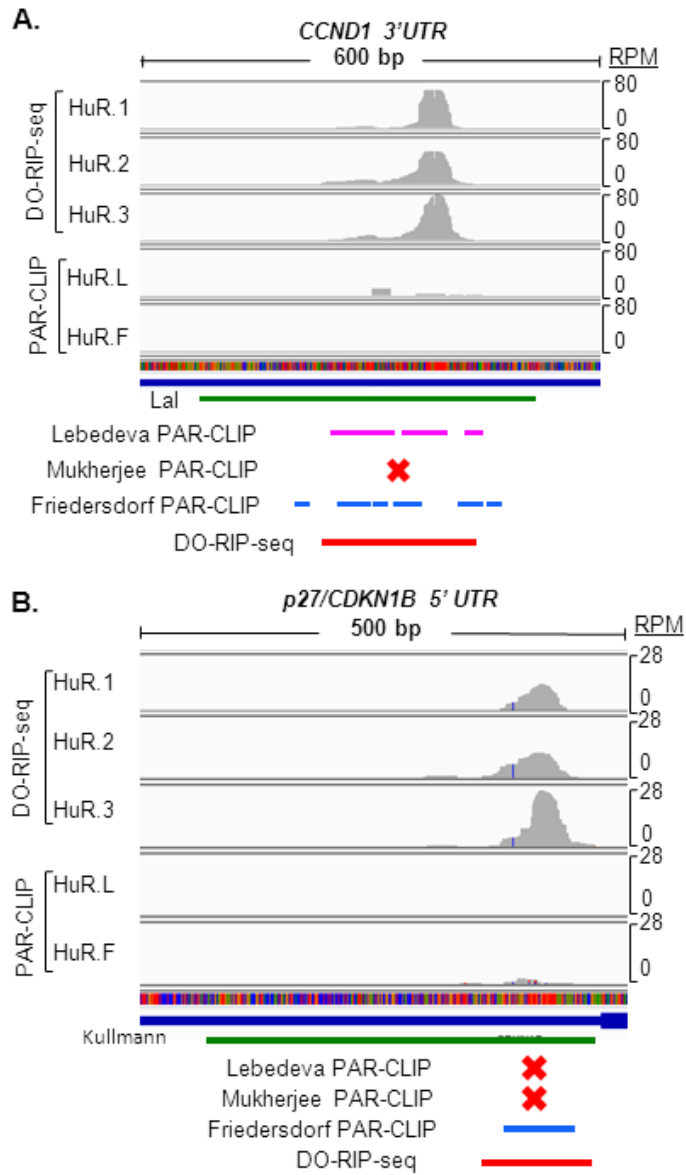 A.
CCND1 3'UTR
600 bp
RPM
DO-RIP-seq
HuR.1
80
0
HuR.2
80
0
HuR.3
80
0
PAR-CLIP
HuR.L
80
0
HuR.F
80
0
Lal
Lebedeva PAR-CLIP
Mukherjee PAR-CLIP
Friedersdorf PAR-CLIP
DO-RIP-seq
B.
p27/CDKN1B 5' UTR
500 bp
RPM
DO-RIP-seq
HuR.1
28
0
HuR.2
28
0
HuR.3
28
0
PAR-CLIP
HuR.L
28
0
HuR.F
28
0
Kullmann
Lebedeva PAR-CLIP
Mukherjee PAR-CLIP
Friedersdorf PAR-CLIP
DO-RIP-seq